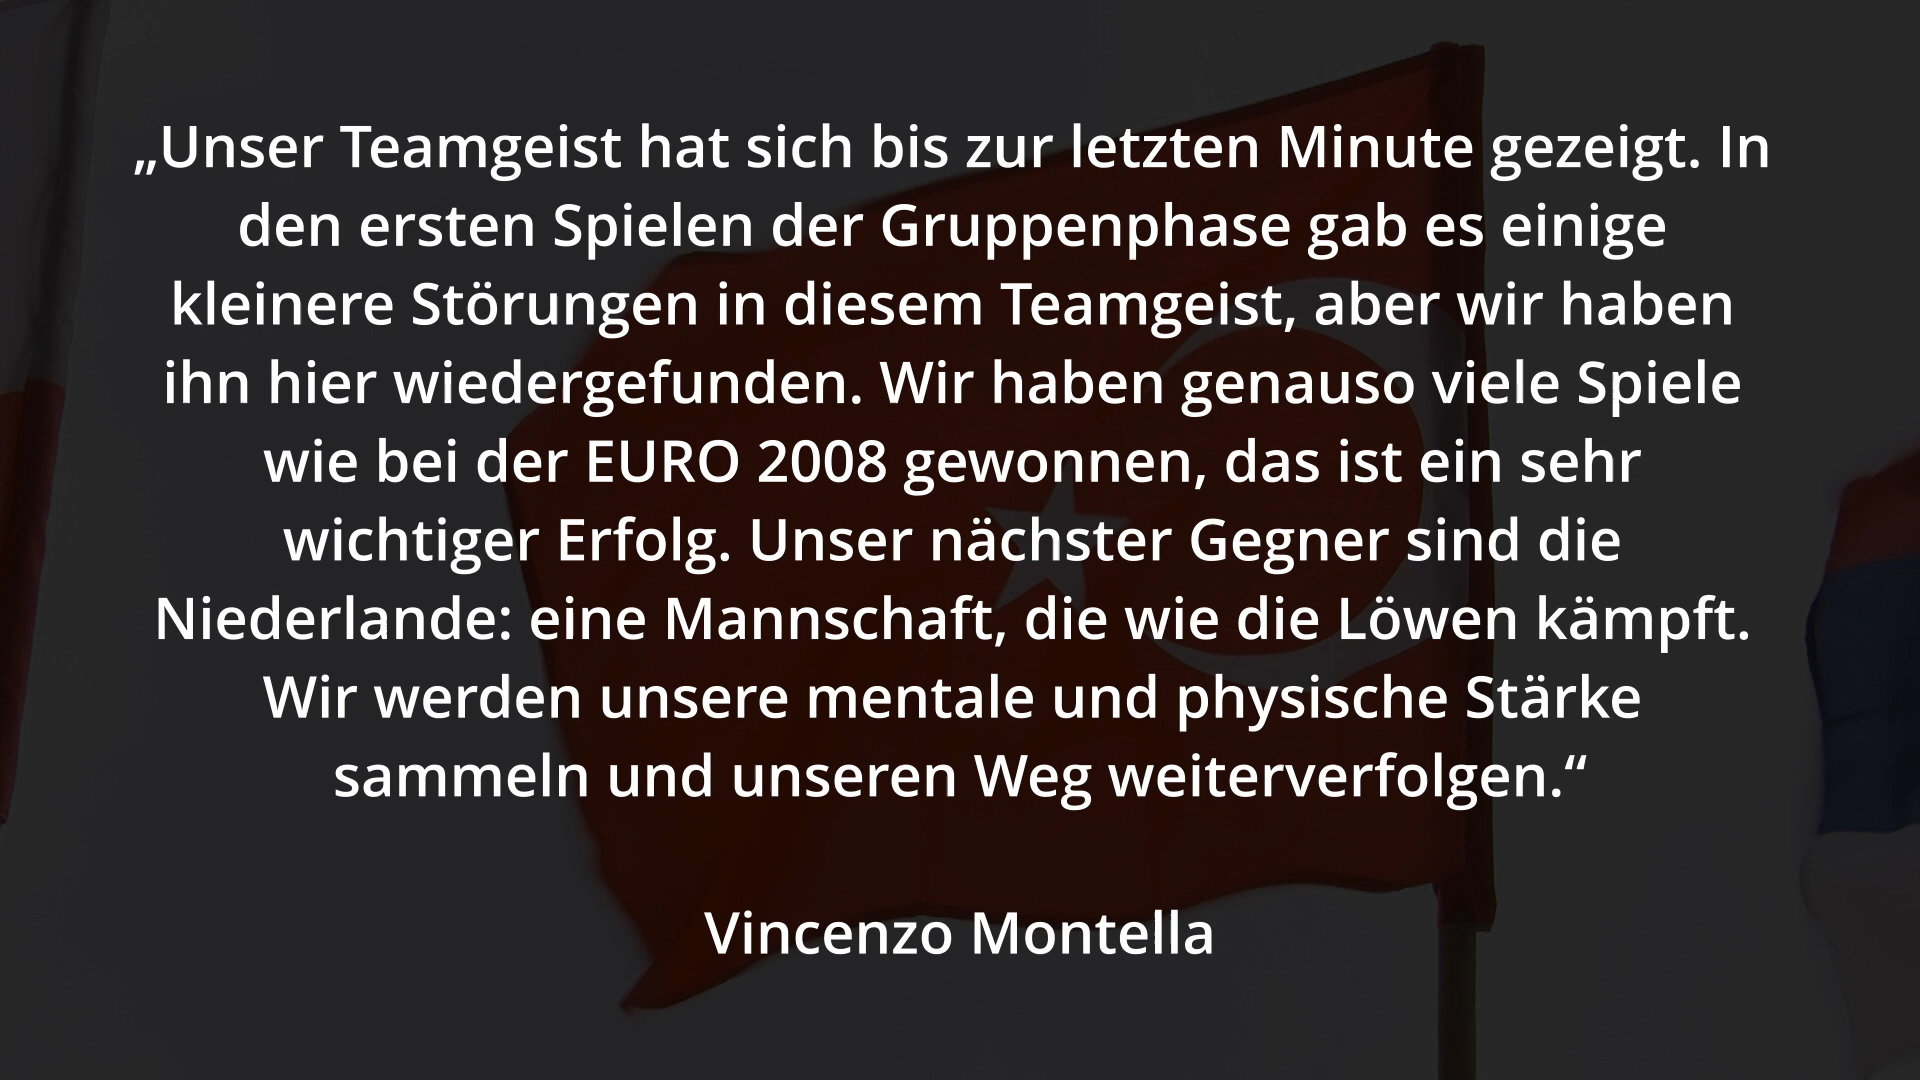 „Unser Teamgeist hat sich bis zur letzten Minute gezeigt. In
den ersten Spielen der Gruppenphase gab es einige
kleinere Störungen in diesem Teamgeist, aber wir haben
ihn hier wiedergefunden. Wir haben genauso viele Spiele
wie bei der EURO 2008 gewonnen, das ist ein sehr
wichtiger Erfolg. Unser nächster Gegner sind die
Niederlande: eine Mannschaft, die wie die Löwen kämpft.
Wir werden unsere mentale und physische Stärke
sammeln und unseren Weg weiterverfolgen.“
Vincenzo Montella